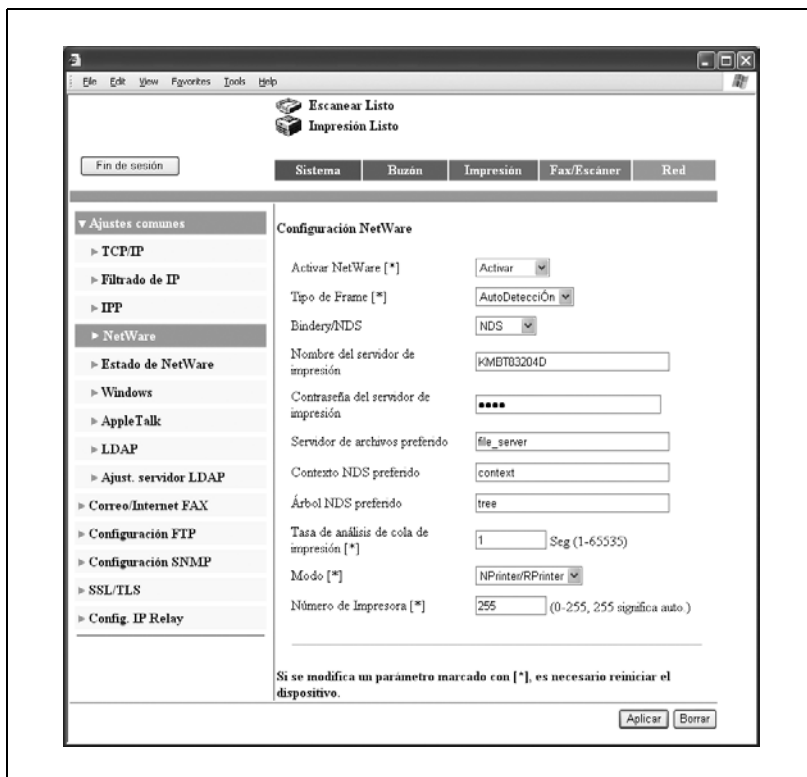 File Edit View Favorites Tools Help
Escanear Listo
Impresión Listo
Fin de sesión
Sistema Buzón Impresión Fax/Escáner Red
▼ Ajustes comunes
TCP/IP
Filtrado de IP
IPP
NetWare
Estado de NetWare
Windows
AppleTalk
LDAP
Ajust. servidor LDAP
Correo/Internet FAX
Configuración FTP
Configuración SNMP
SSL/TLS
Config. IP Relay
Configuración NetWare
Activar NetWare [*] Activar
Tipo de Frame [*] AutoDetecciÓn
Bindery/NDS NDS
Nombre del servidor de
impresión KMBT83204D
Contraseña del servidor de
impresión ●●●●
Servidor de archivos preferido file_server
Contexto NDS preferido context
Árbol NDS preferido tree
Tasa de análisis de cola de
impresión [*] 1 Seg (1-65535)
Modo [*] NPrinter/RPrinter
Número de Impresora [*] 255 (0-255, 255 significa auto.)
Si se modifica un parámetro marcado con [*], es necesario reiniciar el
dispositivo.
Aplicar Borrar